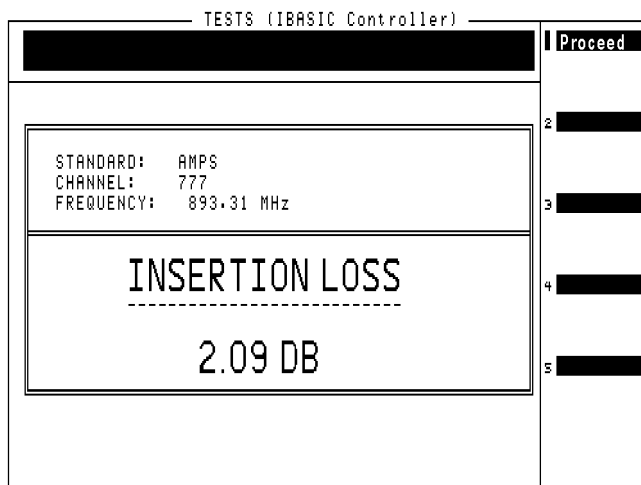 TESTS (IBASIC Controller)
1 Proceed
2
STANDARD: AMPS
CHANNEL: 777
FREQUENCY: 893.31 MHz
3
INSERTION LOSS
4
2.09 DB
5